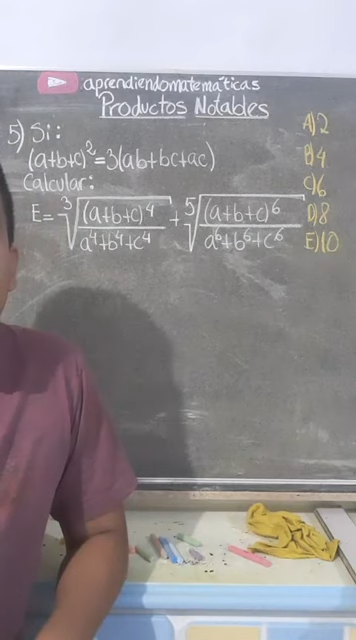 aprendiendomatemáticas
Productos Notables
5) Si:
(a+b+c)²=3(ab+bc+ac)
Calcular:
E=∛((a+b+c)⁴/(a⁴+b⁴+c⁴))+⁵√((a+b+c)⁶/(a⁶+b⁶+c⁶))
A)2
B)4
C)6
D)8
E)10